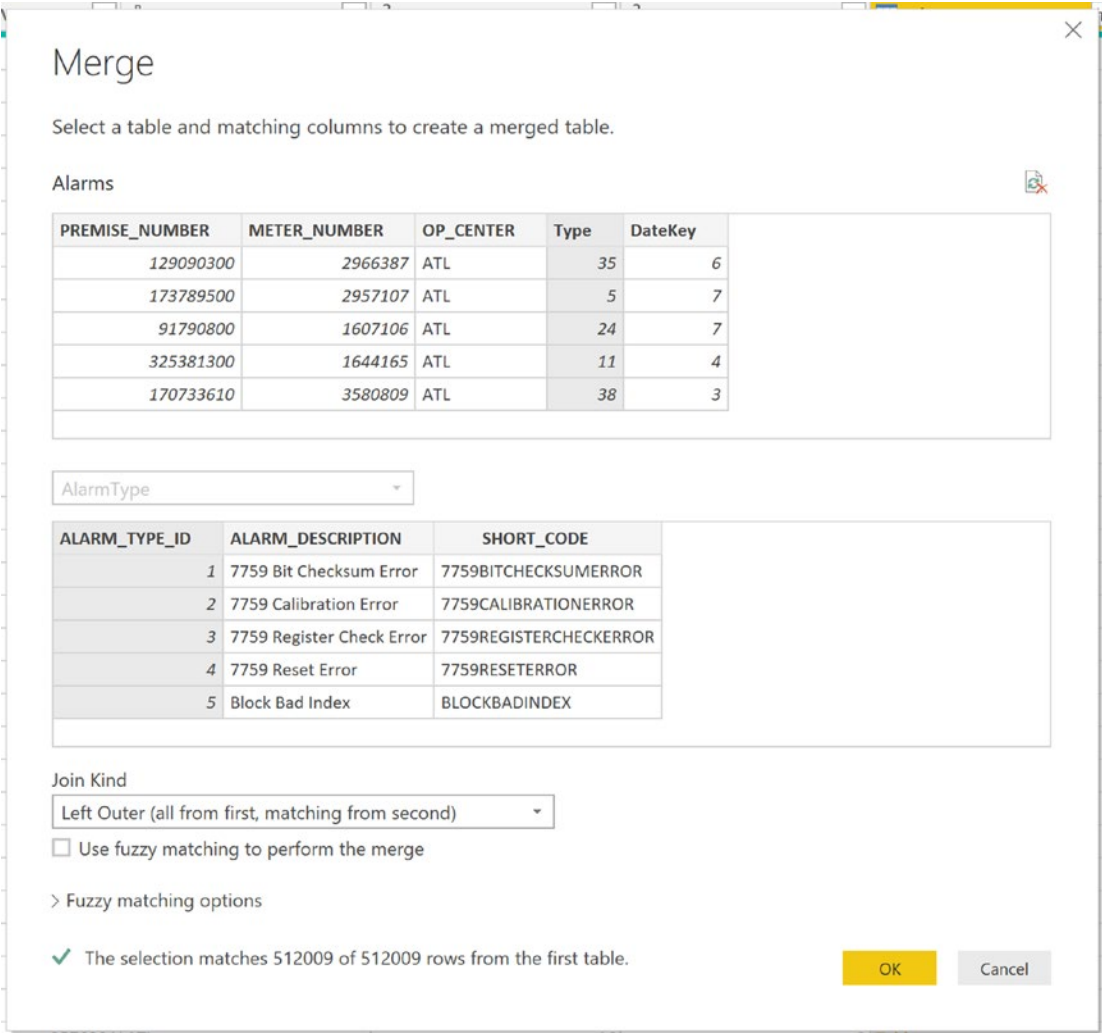 Merge
Select a table and matching columns to create a merged table.
Alarms
PREMISE_NUMBER METER_NUMBER OP_CENTER Type DateKey
129090300 2966387 ATL 35 6
173789500 2957107 ATL 5 7
91790800 1607106 ATL 24 7
325381300 1644165 ATL 11 4
170733610 3580809 ATL 38 3
AlarmType
ALARM_TYPE_ID ALARM_DESCRIPTION SHORT_CODE
1 7759 Bit Checksum Error 7759BITCHECKSUMERROR
2 7759 Calibration Error 7759CALIBRATIONERROR
3 7759 Register Check Error 7759REGISTERCHECKERROR
4 7759 Reset Error 7759RESETERROR
5 Block Bad Index BLOCKBADINDEX
Join Kind
Left Outer (all from first, matching from second)
Use fuzzy matching to perform the merge
Fuzzy matching options
The selection matches 512009 of 512009 rows from the first table.
OK Cancel